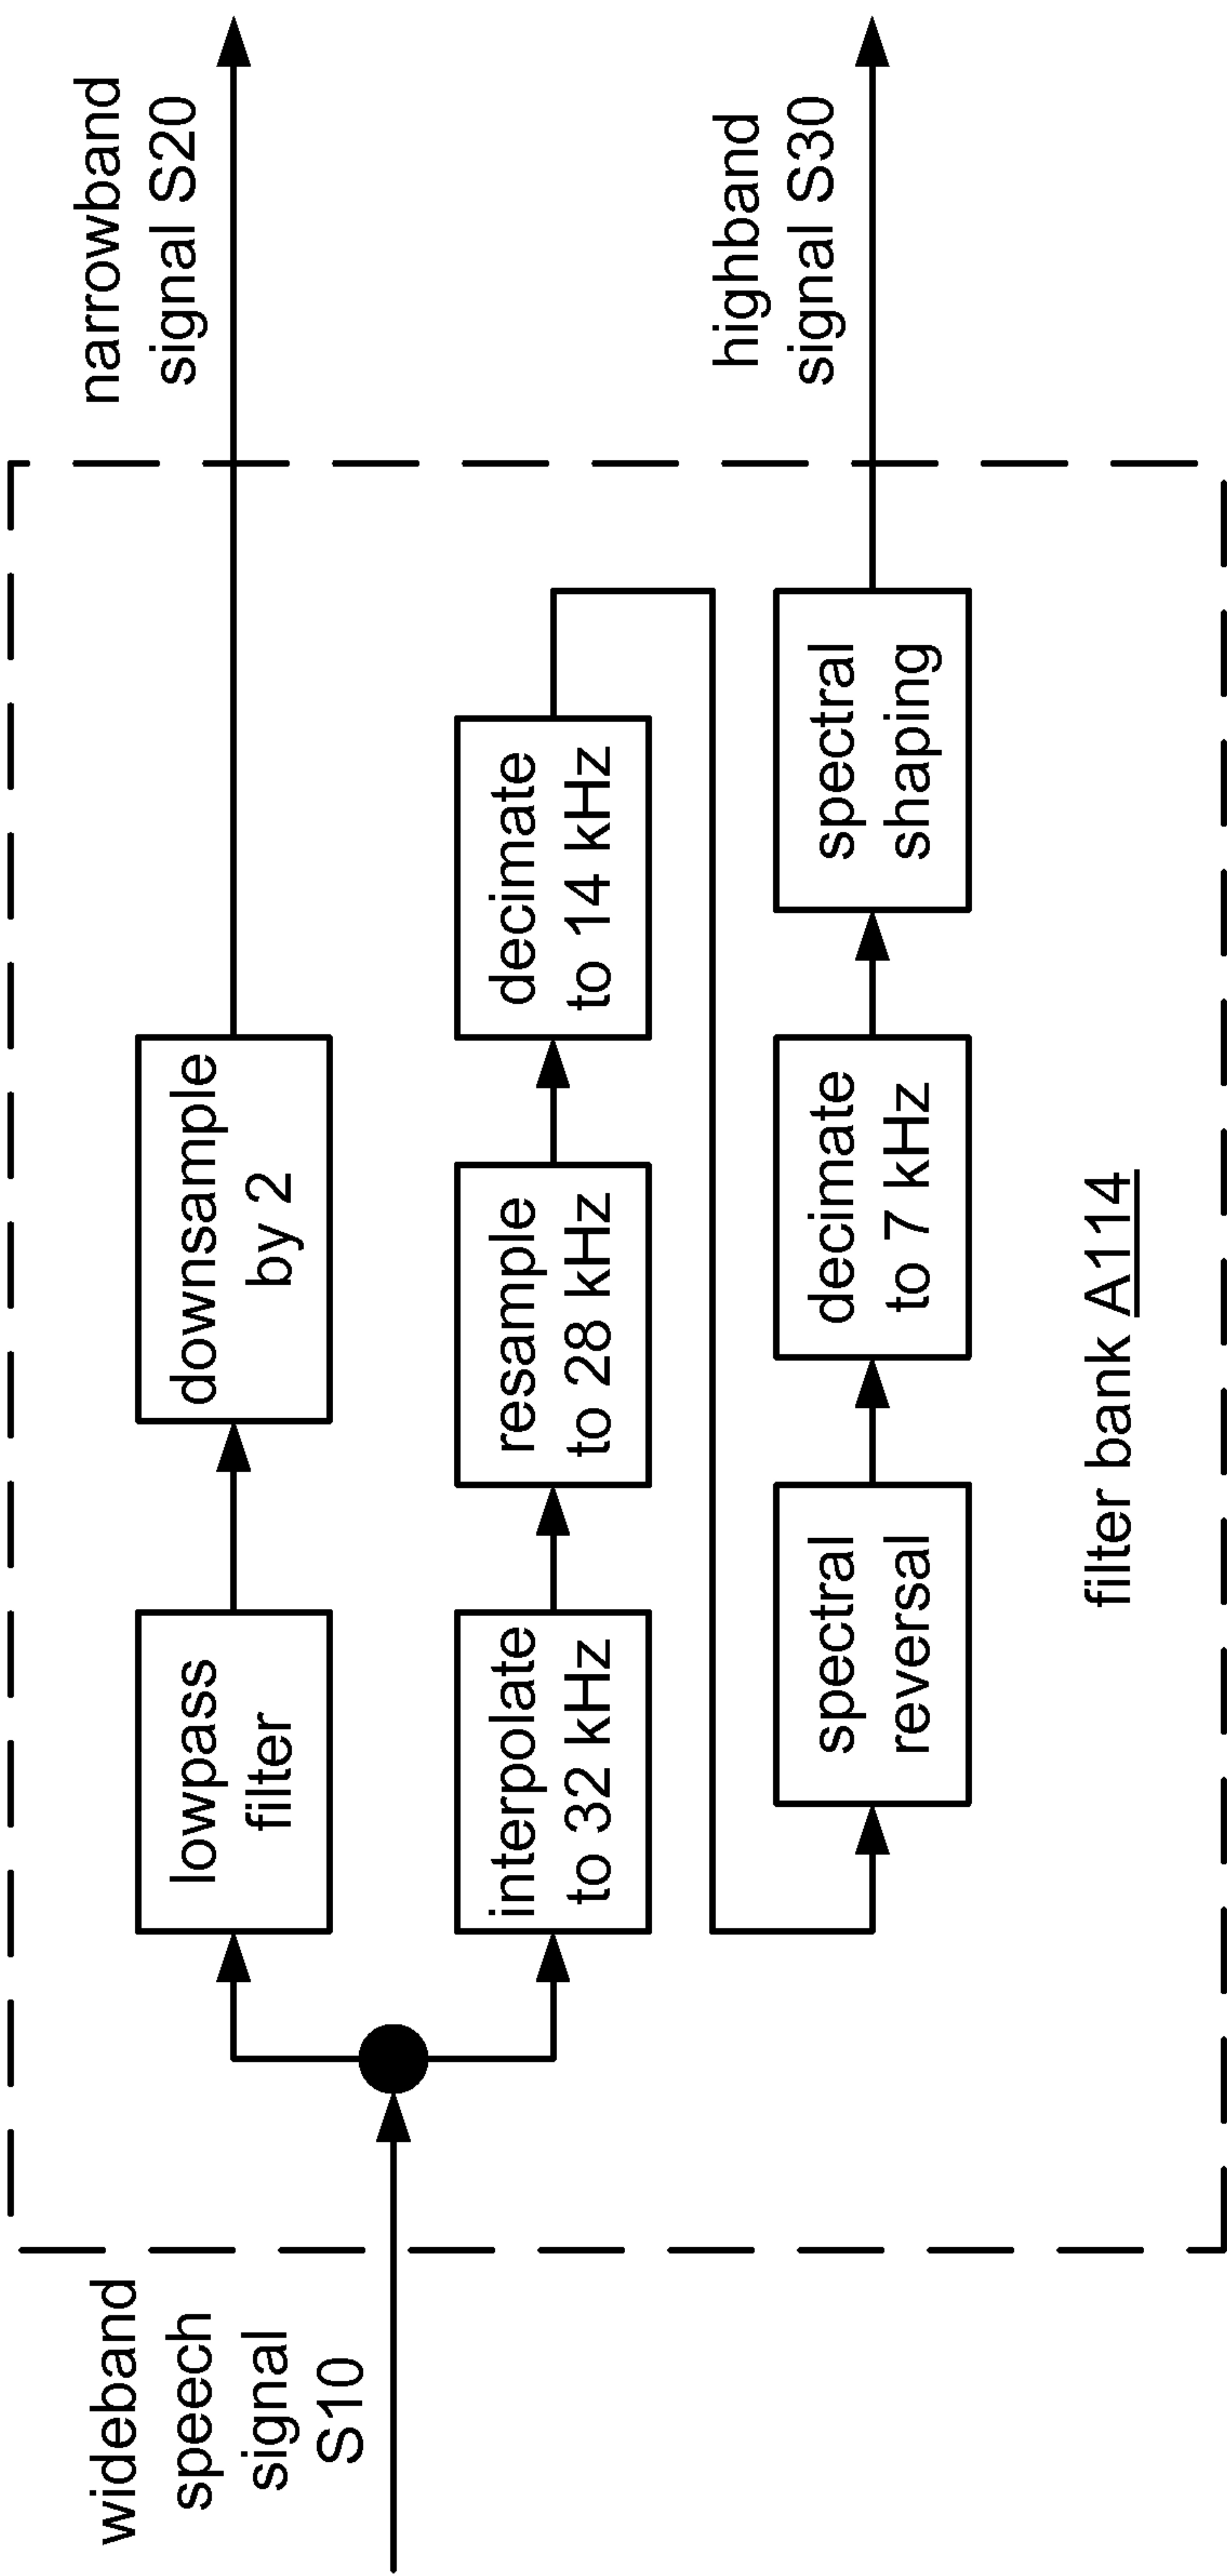 wideband
speech
signal
S10
lowpass
filter
downsample
by 2
narrowband
signal S20
interpolate
to 32 kHz
resample
to 28 kHz
decimate
to 14 kHz
spectral
reversal
decimate
to 7 kHz
spectral
shaping
highband
signal S30
filter bank A114